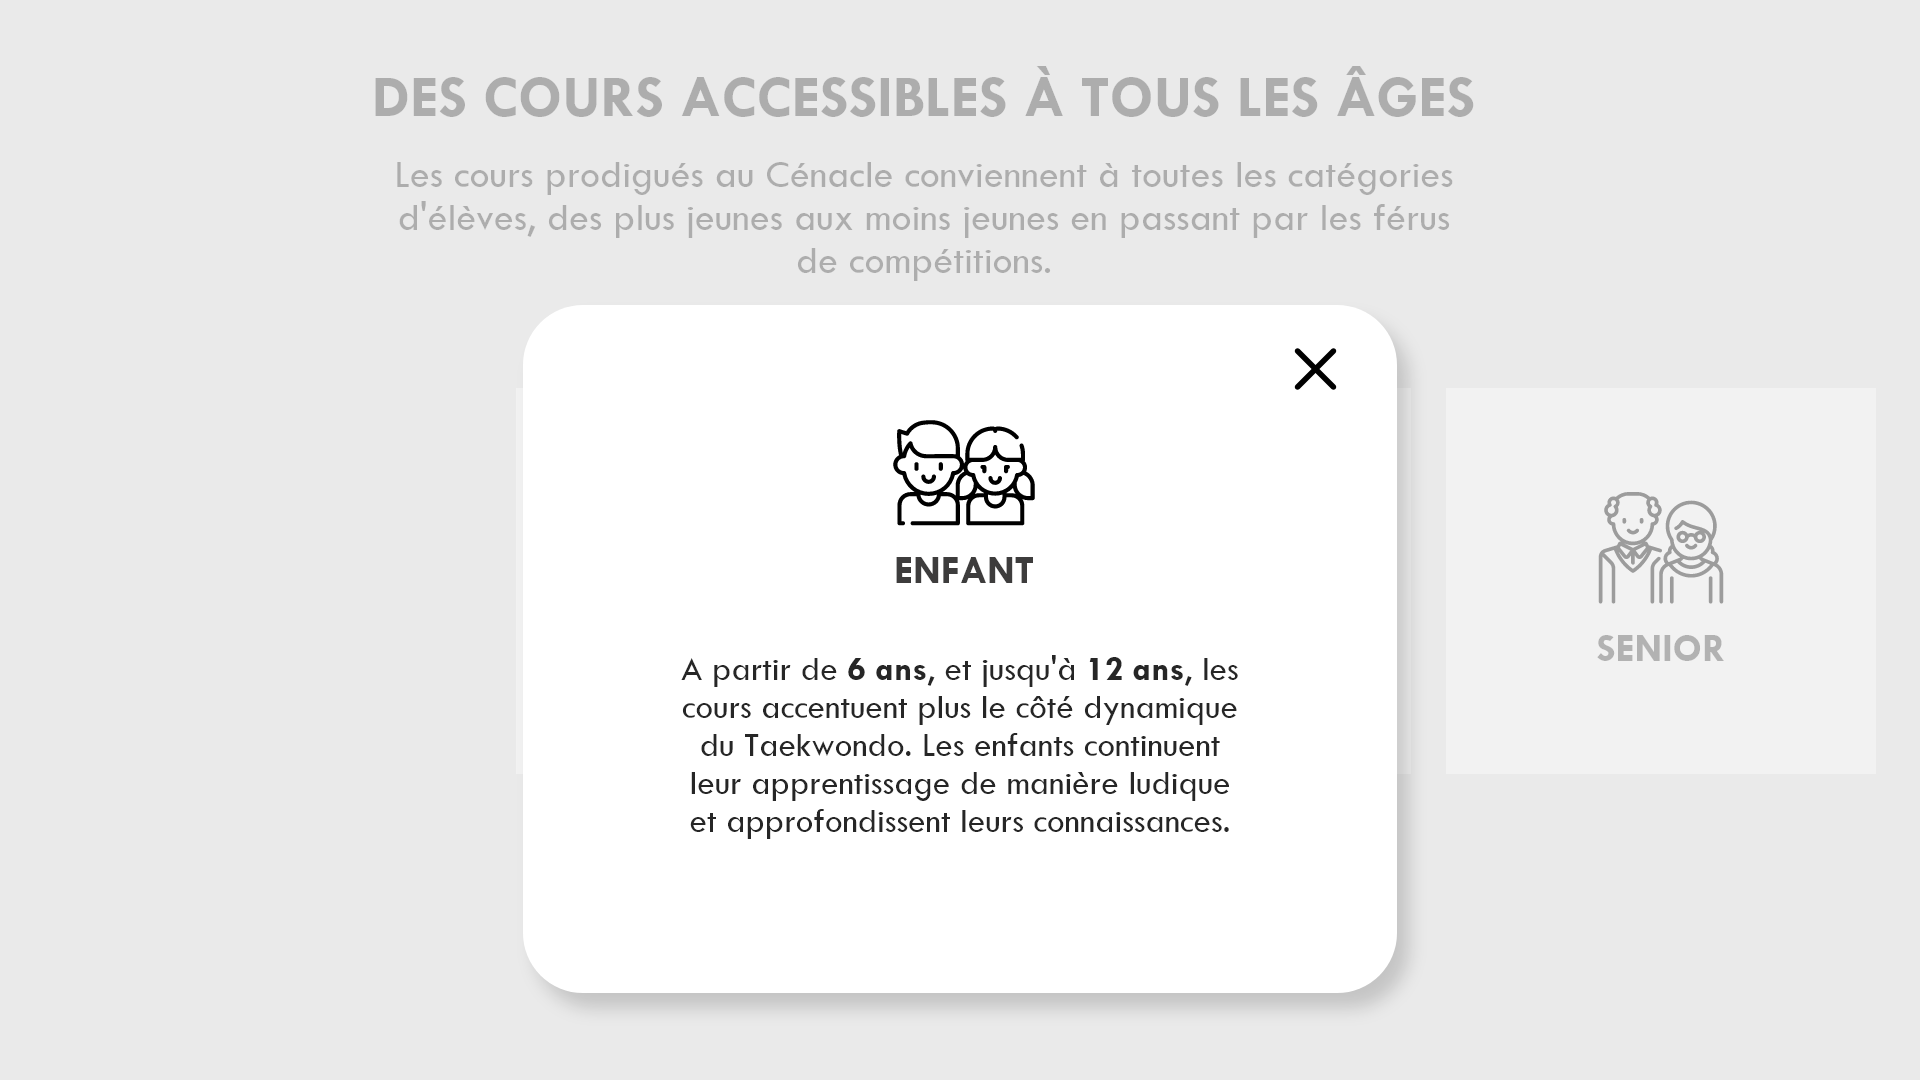 DES COURS ACCESSIBLES À TOUS LES ÂGES
Les cours prodigués au Cénacle conviennent à toutes les catégories
d'élèves, des plus jeunes aux moins jeunes en passant par les férus
de compétitions.
ENFANT
A partir de 6 ans, et jusqu'à 12 ans, les
cours accentuent plus le côté dynamique
du Taekwondo. Les enfants continuent
leur apprentissage de manière ludique
et approfondissent leurs connaissances.
SENIOR